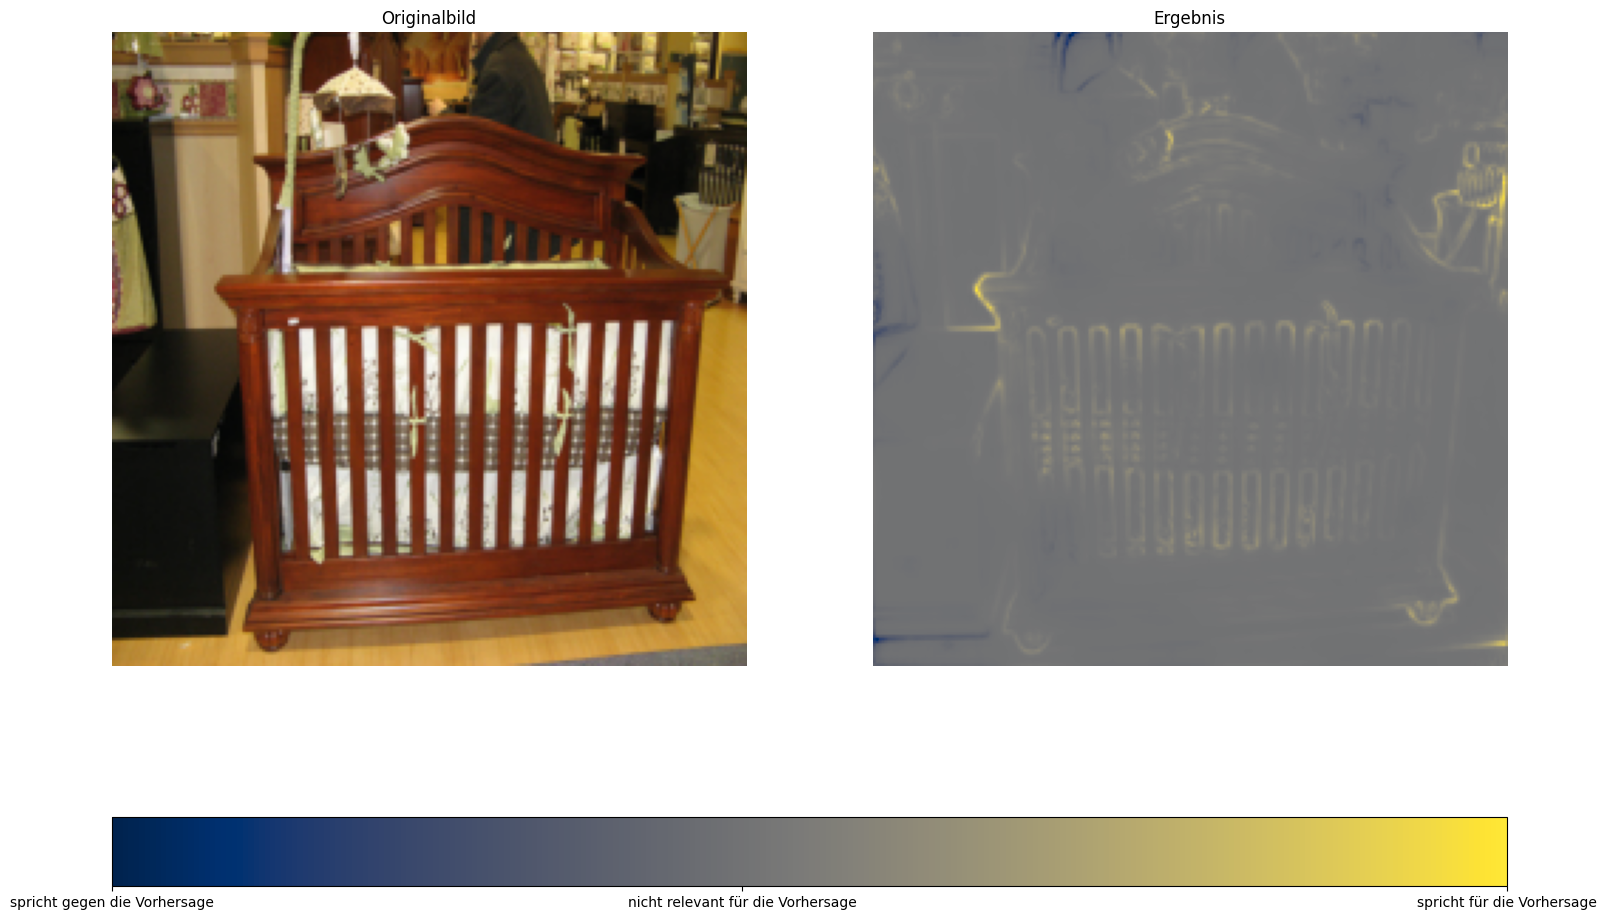 Originalbild
Ergebnis
spricht gegen die Vorhersage
nicht relevant für die Vorhersage
spricht für die Vorhersage